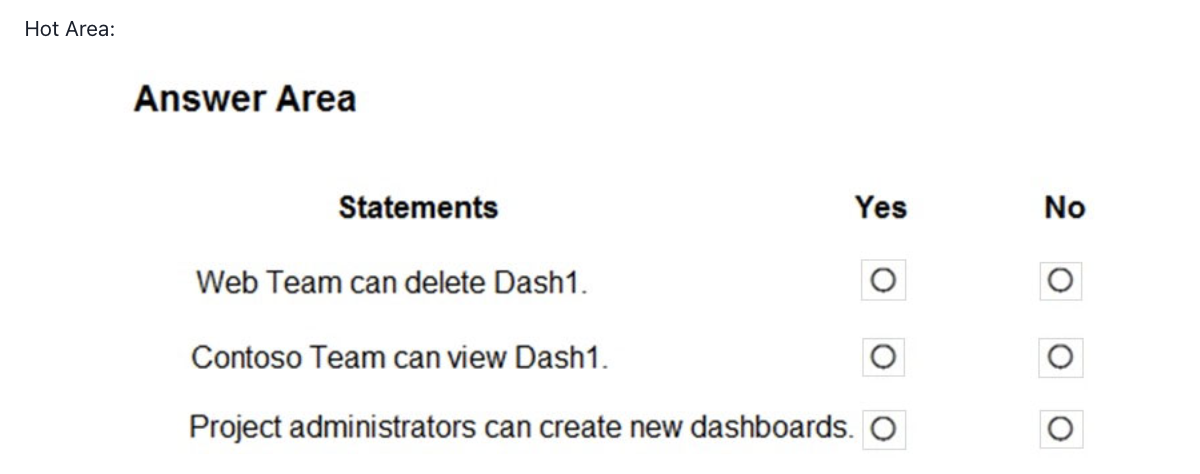 Hot Area:
Answer Area
Statements Yes No
Web Team can delete Dash1.
Contoso Team can view Dash1.
Project administrators can create new dashboards.